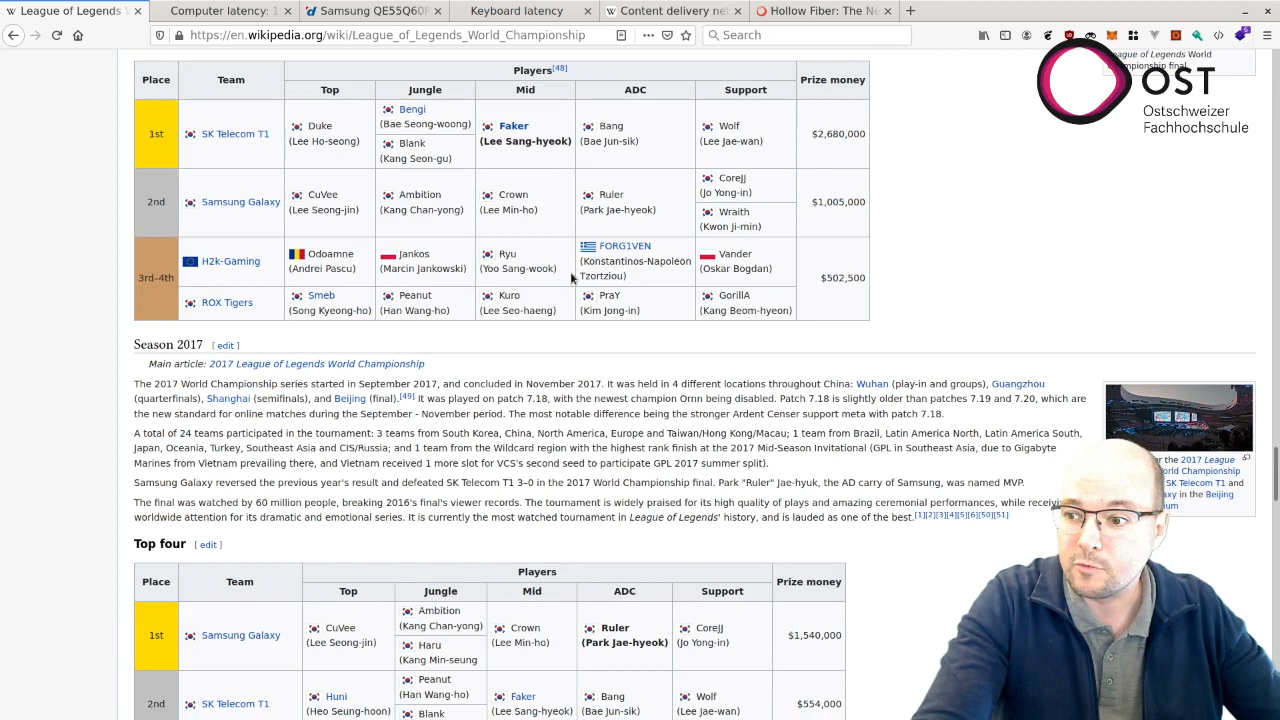 League of Legends W
Computer latency: 1
Samsung QE55Q60R
Keyboard latency
Content delivery net
Hollow Fiber: The Ne
https://en.wikipedia.org/wiki/League_of_Legends_World_Championship
Search
OST
Ostschweizer
Fachhochschule
League of Legends World
Championship final.
Place
Team
Players[48]
Prize money
Top
Jungle
Mid
ADC
Support
1st
SK Telecom T1
Duke
(Lee Ho-seong)
Bengi
(Bae Seong-woong)
Blank
(Kang Seon-gu)
Faker
(Lee Sang-hyeok)
Bang
(Bae Jun-sik)
Wolf
(Lee Jae-wan)
$2,680,000
2nd
Samsung Galaxy
CuVee
(Lee Seong-jin)
Ambition
(Kang Chan-yong)
Crown
(Lee Min-ho)
Ruler
(Park Jae-hyeok)
CoreJJ
(Jo Yong-in)
Wraith
(Kwon Ji-min)
$1,005,000
3rd-4th
H2k-Gaming
Odoamne
(Andrei Pascu)
Jankos
(Marcin Jankowski)
Ryu
(Yoo Sang-wook)
FORG1VEN
(Konstantinos-Napoleon
Tzortziou)
Vander
(Oskar Bogdan)
$502,500
ROX Tigers
Smeb
(Song Kyeong-ho)
Peanut
(Han Wang-ho)
Kuro
(Lee Seo-haeng)
PraY
(Kim Jong-in)
GorillA
(Kang Beom-hyeon)
Season 2017 [ edit ]
Main article: 2017 League of Legends World Championship
The 2017 World Championship series started in September 2017, and concluded in November 2017. It was held in 4 different locations throughout China: Wuhan (play-in and groups), Guangzhou
(quarterfinals), Shanghai (semifinals), and Beijing (final).[49] It was played on patch 7.18, with the newest champion Ornn being disabled. Patch 7.18 is slightly older than patches 7.19 and 7.20, which are
the new standard for online matches during the September - November period. The most notable difference being the stronger Ardent Censer support meta with patch 7.18.
A total of 24 teams participated in the tournament: 3 teams from South Korea, China, North America, Europe and Taiwan/Hong Kong/Macau; 1 team from Brazil, Latin America North, Latin America South,
Japan, Oceania, Turkey, Southeast Asia and CIS/Russia; and 1 team from the Wildcard region with the highest rank finish at the 2017 Mid-Season Invitational (GPL in Southeast Asia, due to Gigabyte
Marines from Vietnam prevailing there, and Vietnam received 1 more slot for VCS's second seed to participate GPL 2017 summer split).
Samsung Galaxy reversed the previous year's result and defeated SK Telecom T1 3–0 in the 2017 World Championship final. Park "Ruler" Jae-hyuk, the AD carry of Samsung, was named MVP.
The final was watched by 60 million people, breaking 2016's final's viewer records. The tournament is widely praised for its high quality of plays and amazing ceremonial performances, while receiving
worldwide attention for its dramatic and emotional series. It is currently the most watched tournament in League of Legends' history, and is lauded as one of the best.[1][2][3][4][5][6][50][51]
the 2017 League
World Championship
SK Telecom T1 and
in the Beijing
Top four [ edit ]
Place
Team
Players
Prize money
Top
Jungle
Mid
ADC
Support
1st
Samsung Galaxy
CuVee
(Lee Seong-jin)
Ambition
(Kang Chan-yong)
Haru
(Kang Min-seung
Crown
(Lee Min-ho)
Ruler
(Park Jae-hyeok)
CoreJJ
(Jo Yong-in)
$1,540,000
2nd
SK Telecom T1
Huni
(Heo Seung-hoon)
Peanut
(Han Wang-ho)
Blank
Faker
(Lee Sang-hyeok)
Bang
(Bae Jun-sik)
Wolf
(Lee Jae-wan)
$554,000